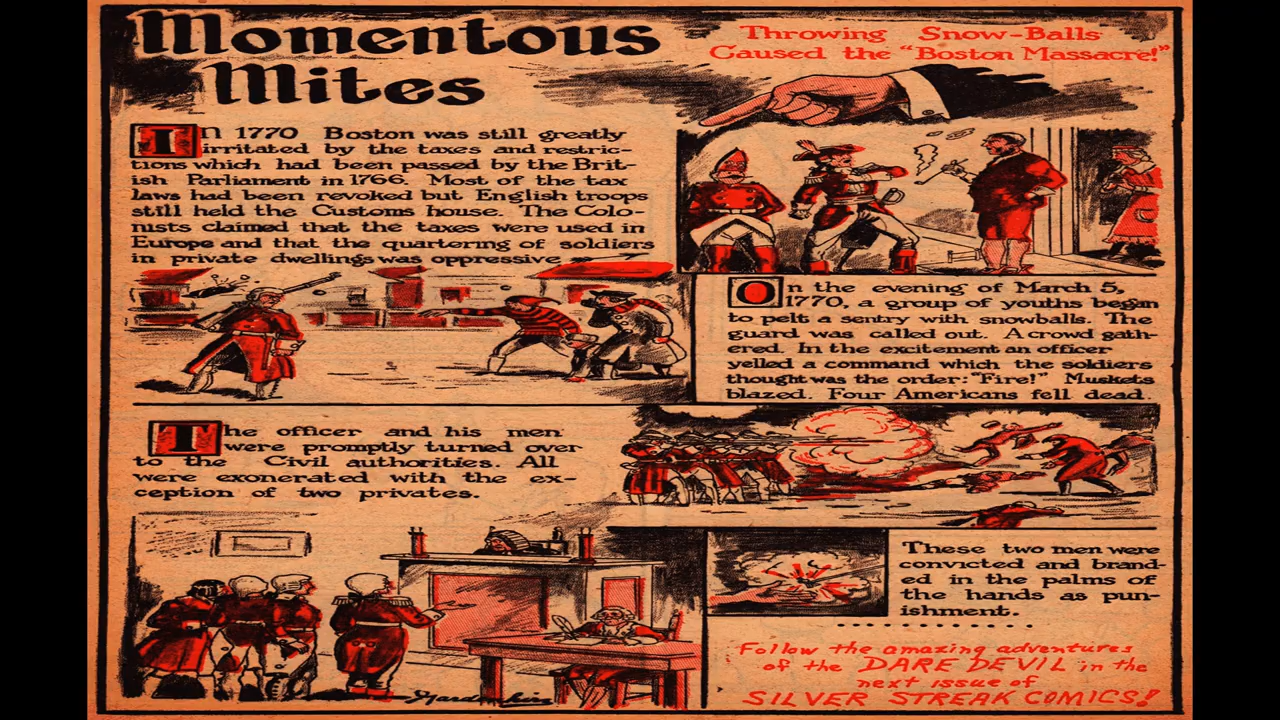 Momentous
Mites
Throwing Snow-Balls
Caused the "Boston Massacre!"
In 1770 Boston was still greatly
irritated by the taxes and restric-
tions which had been passed by the Brit-
ish Parliament in 1766. Most of the tax
laws had been revoked but English troops
still held the Customs house. The Colo-
nists claimed that the taxes were used in
Europe and that the quartering of soldiers
in private dwellings was oppressive
On the evening of March 5,
1770, a group of youths began
to pelt a sentry with snowballs. The
guard was called out. A crowd gath-
ered. In the excitement an officer
yelled a command which the soldiers
thought was the order: "Fire!" Muskets
blazed. Four Americans fell dead.
The officer and his men
were promptly turned over
to the Civil authorities. All
were exonerated with the ex-
ception of two privates.
These two men were
convicted and brand-
ed in the palms of
the hands as pun-
ishment.
Follow the amazing adventures
of the DARE DEVIL in the
next issue of
SILVER STREAK COMICS!